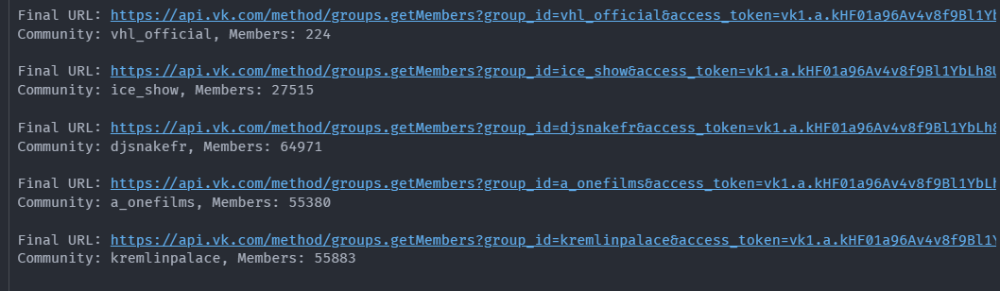 Final URL: https://api.vk.com/method/groups.getMembers?group_id=vhl_official&access_token=vk1.a.kHF01a96Av4v8f9Bl1Yb
Community: vhl_official, Members: 224
Final URL: https://api.vk.com/method/groups.getMembers?group_id=ice_show&access_token=vk1.a.kHF01a96Av4v8f9Bl1YbLh8U
Community: ice_show, Members: 27515
Final URL: https://api.vk.com/method/groups.getMembers?group_id=djsnakefr&access_token=vk1.a.kHF01a96Av4v8f9Bl1YbLh8
Community: djsnakefr, Members: 64971
Final URL: https://api.vk.com/method/groups.getMembers?group_id=a_onefilms&access_token=vk1.a.kHF01a96Av4v8f9Bl1YbLh
Community: a_onefilms, Members: 55380
Final URL: https://api.vk.com/method/groups.getMembers?group_id=kremlinpalace&access_token=vk1.a.kHF01a96Av4v8f9Bl1Y
Community: kremlinpalace, Members: 55883